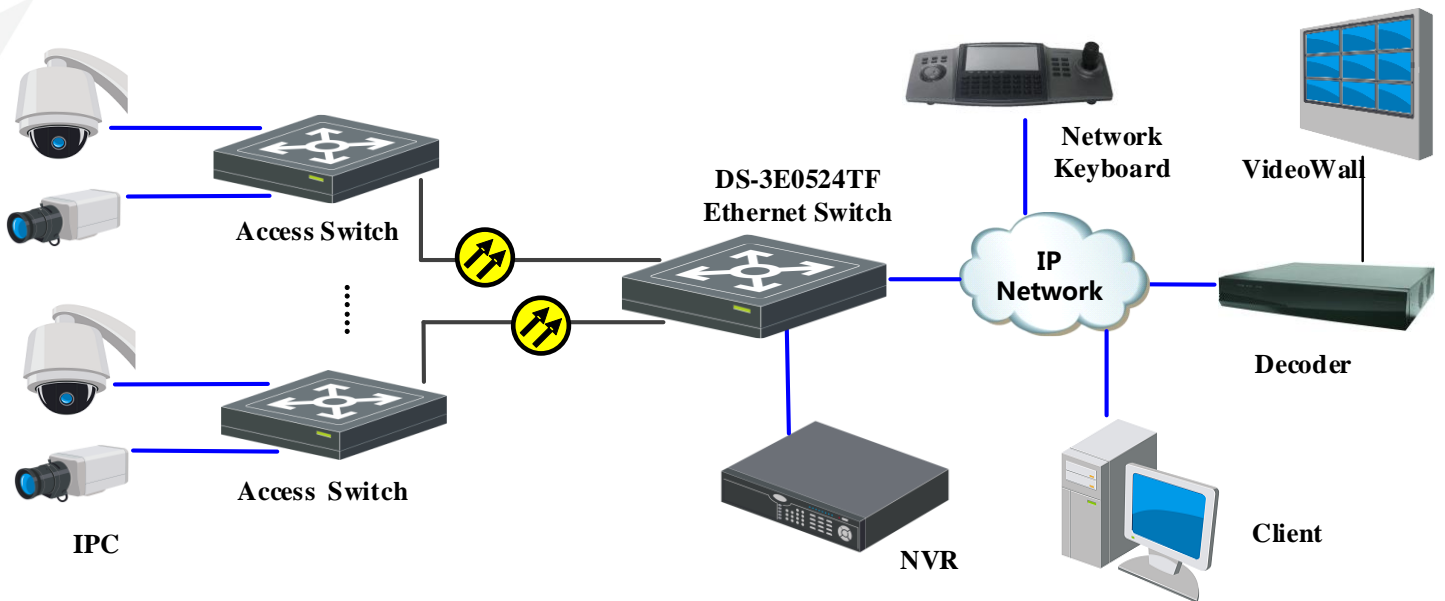 Network
Keyboard
VideoWall
DS-3E0524TF
Ethernet Switch
Access Switch
IP
Network
Decoder
Access Switch
Client
IPC
NVR